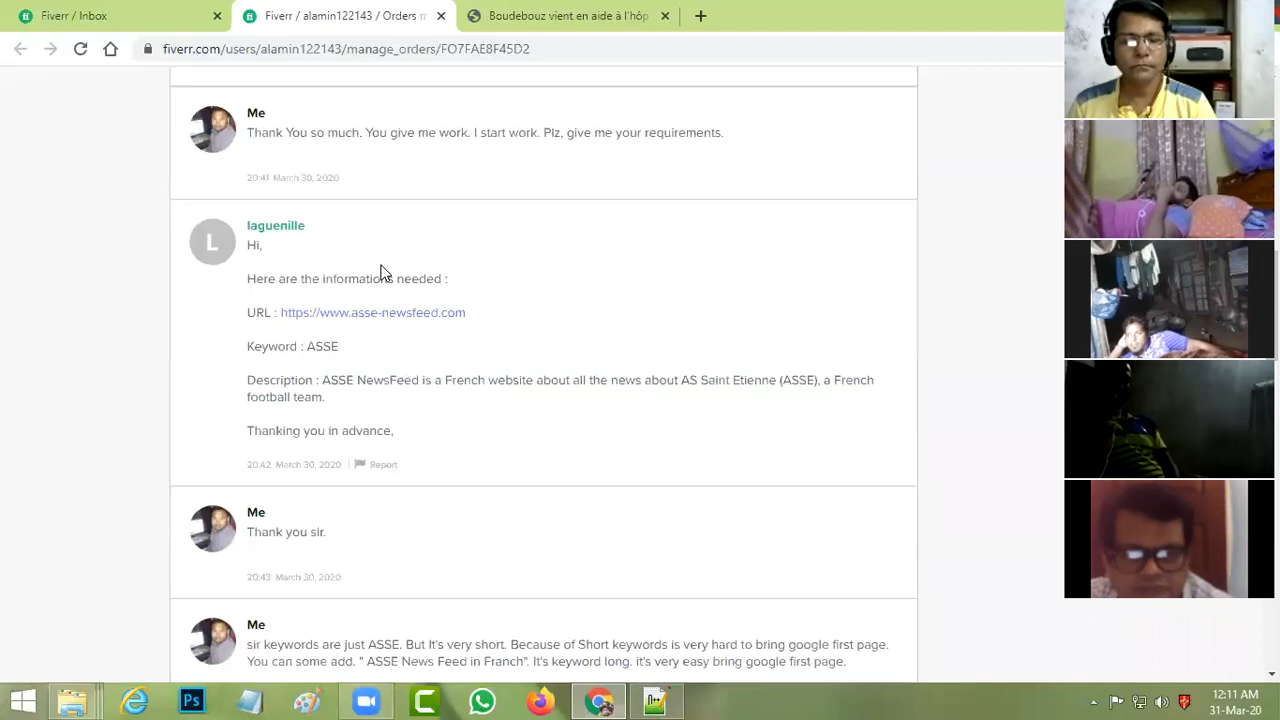 Fiverr / Inbox
Fiverr / alamin122143 / Orders m
Boudebouz vient en aide à l'hôp
fiverr.com/users/alamin122143/manage_orders/FO7FAE8F45D2
Me
Thank You so much. You give me work. I start work. Plz, give me your requirements.
20:41 March 30, 2020
laguenille
L
Hi,
Here are the informations needed :
URL : https://www.asse-newsfeed.com
Keyword : ASSE
Description : ASSE NewsFeed is a French website about all the news about AS Saint Etienne (ASSE), a French
football team.
Thanking you in advance,
20:42 March 30, 2020 | Report
Me
Thank you sir.
20:43 March 30, 2020
Me
sir keywords are just ASSE. But It's very short. Because of Short keywords is very hard to bring google first page.
You can some add. " ASSE News Feed in Franch". It's keyword long. it's very easy bring google first page.
Ps
12:11 AM
31-Mar-20